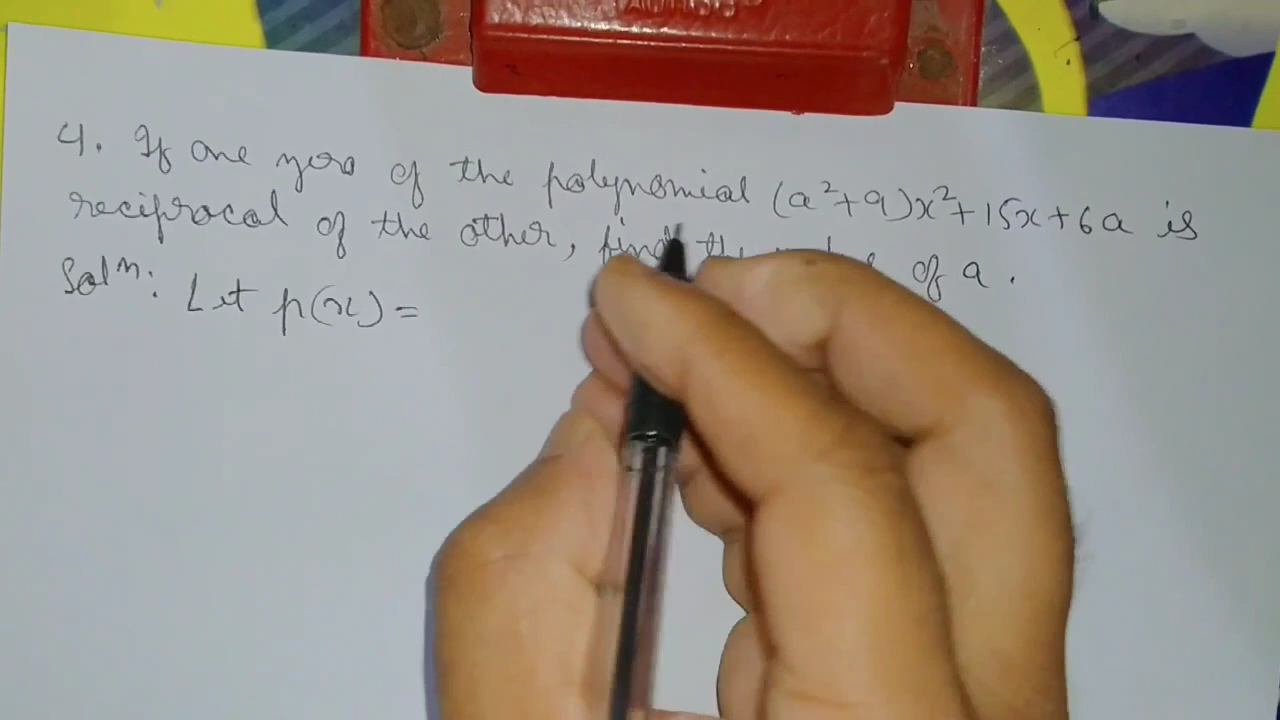 4. If one zero of the polynomial (a²+9)x²+15x+6a is
reciprocal of the other, find the of a.
Solⁿ: Let p(x) =